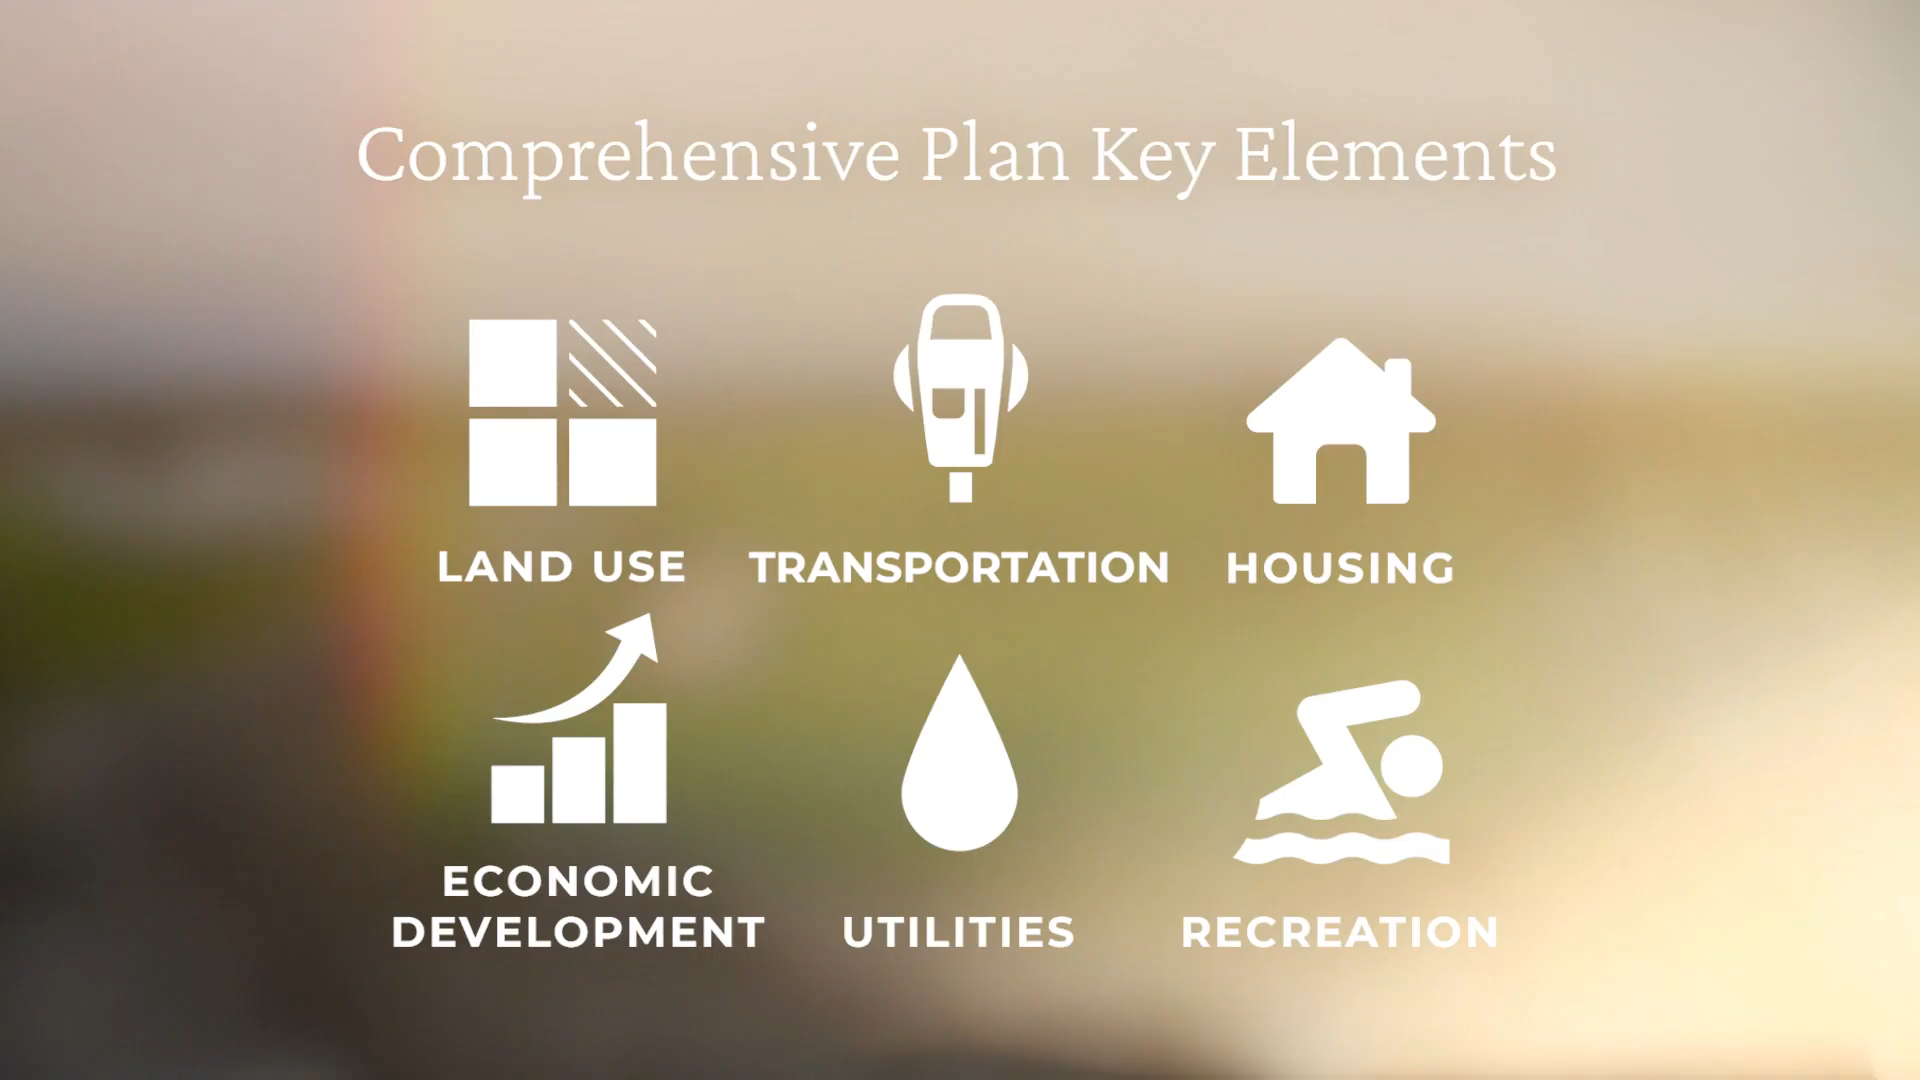 Comprehensive Plan Key Elements
LAND USE
TRANSPORTATION
HOUSING
ECONOMIC
DEVELOPMENT
UTILITIES
RECREATION